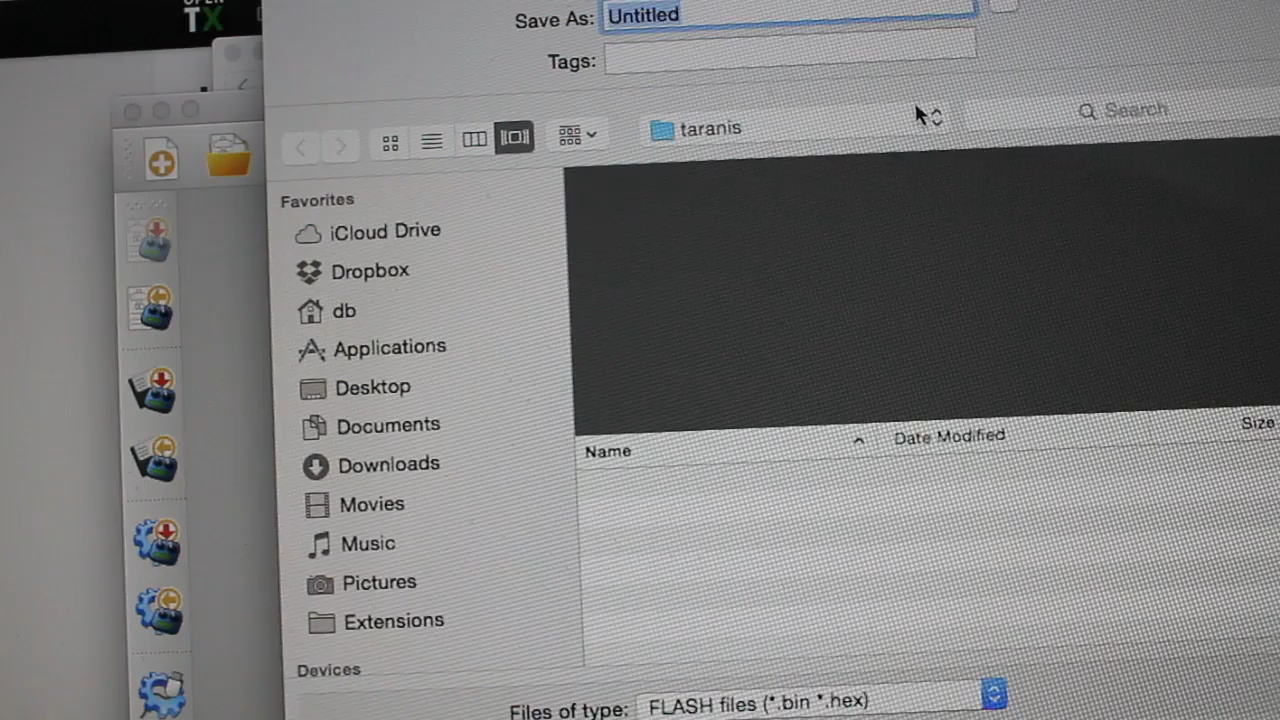 OPEN
TX
Save As: Untitled
Tags:
taranis
Search
Favorites
iCloud Drive
Dropbox
db
Applications
Desktop
Documents
Downloads
Movies
Music
Pictures
Extensions
Devices
Name Date Modified Size
Files of type: FLASH files (*.bin *.hex)